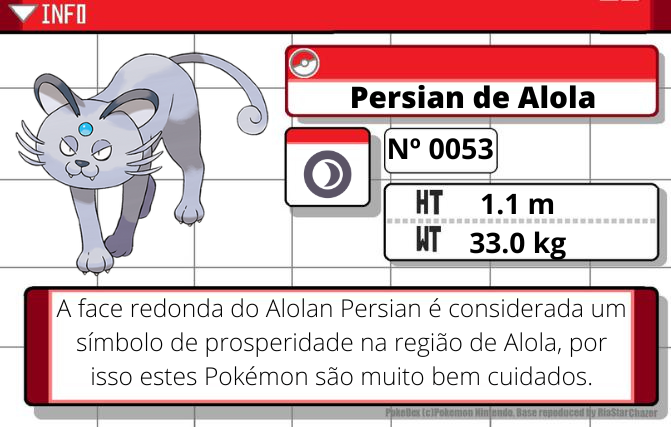 INFO
Persian de Alola
Nº 0053
HT 1.1 m
WT 33.0 kg
A face redonda do Alolan Persian é considerada um
símbolo de prosperidade na região de Alola, por
isso estes Pokémon são muito bem cuidados.
PokeDex (c)Pokemon Nintendo. Base reproduced by RiaStarChazer